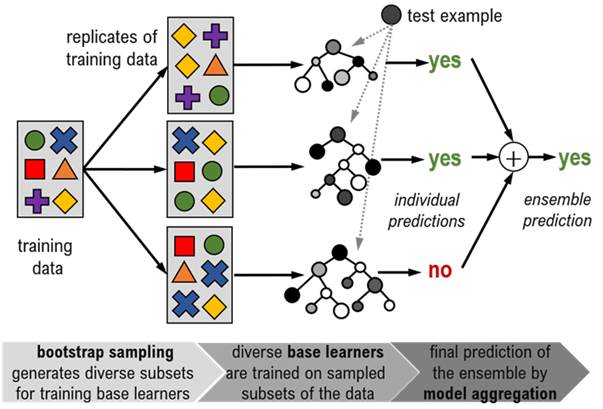 replicates of
training data
test example
yes
yes
+
yes
individual
predictions
ensemble
prediction
training
data
no
bootstrap sampling
generates diverse subsets
for training base learners
diverse base learners
are trained on sampled
subsets of the data
final prediction of
the ensemble by
model aggregation